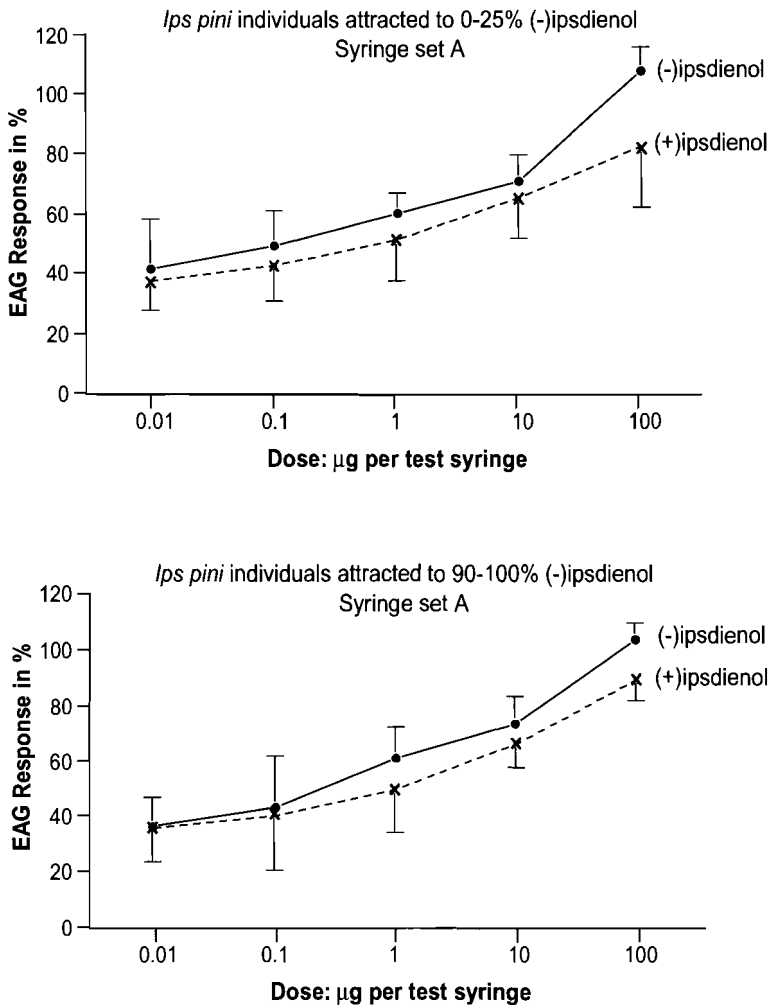 Ips pini individuals attracted to 0-25% (-)ipsdienol
Syringe set A
120
100
80
60
40
20
0
EAG Response in %
(-)ipsdienol
(+)ipsdienol
0.01 0.1 1 10 100
Dose: μg per test syringe
Ips pini individuals attracted to 90-100% (-)ipsdienol
Syringe set A
120
100
80
60
40
20
0
EAG Response in %
(-)ipsdienol
(+)ipsdienol
0.01 0.1 1 10 100
Dose: μg per test syringe